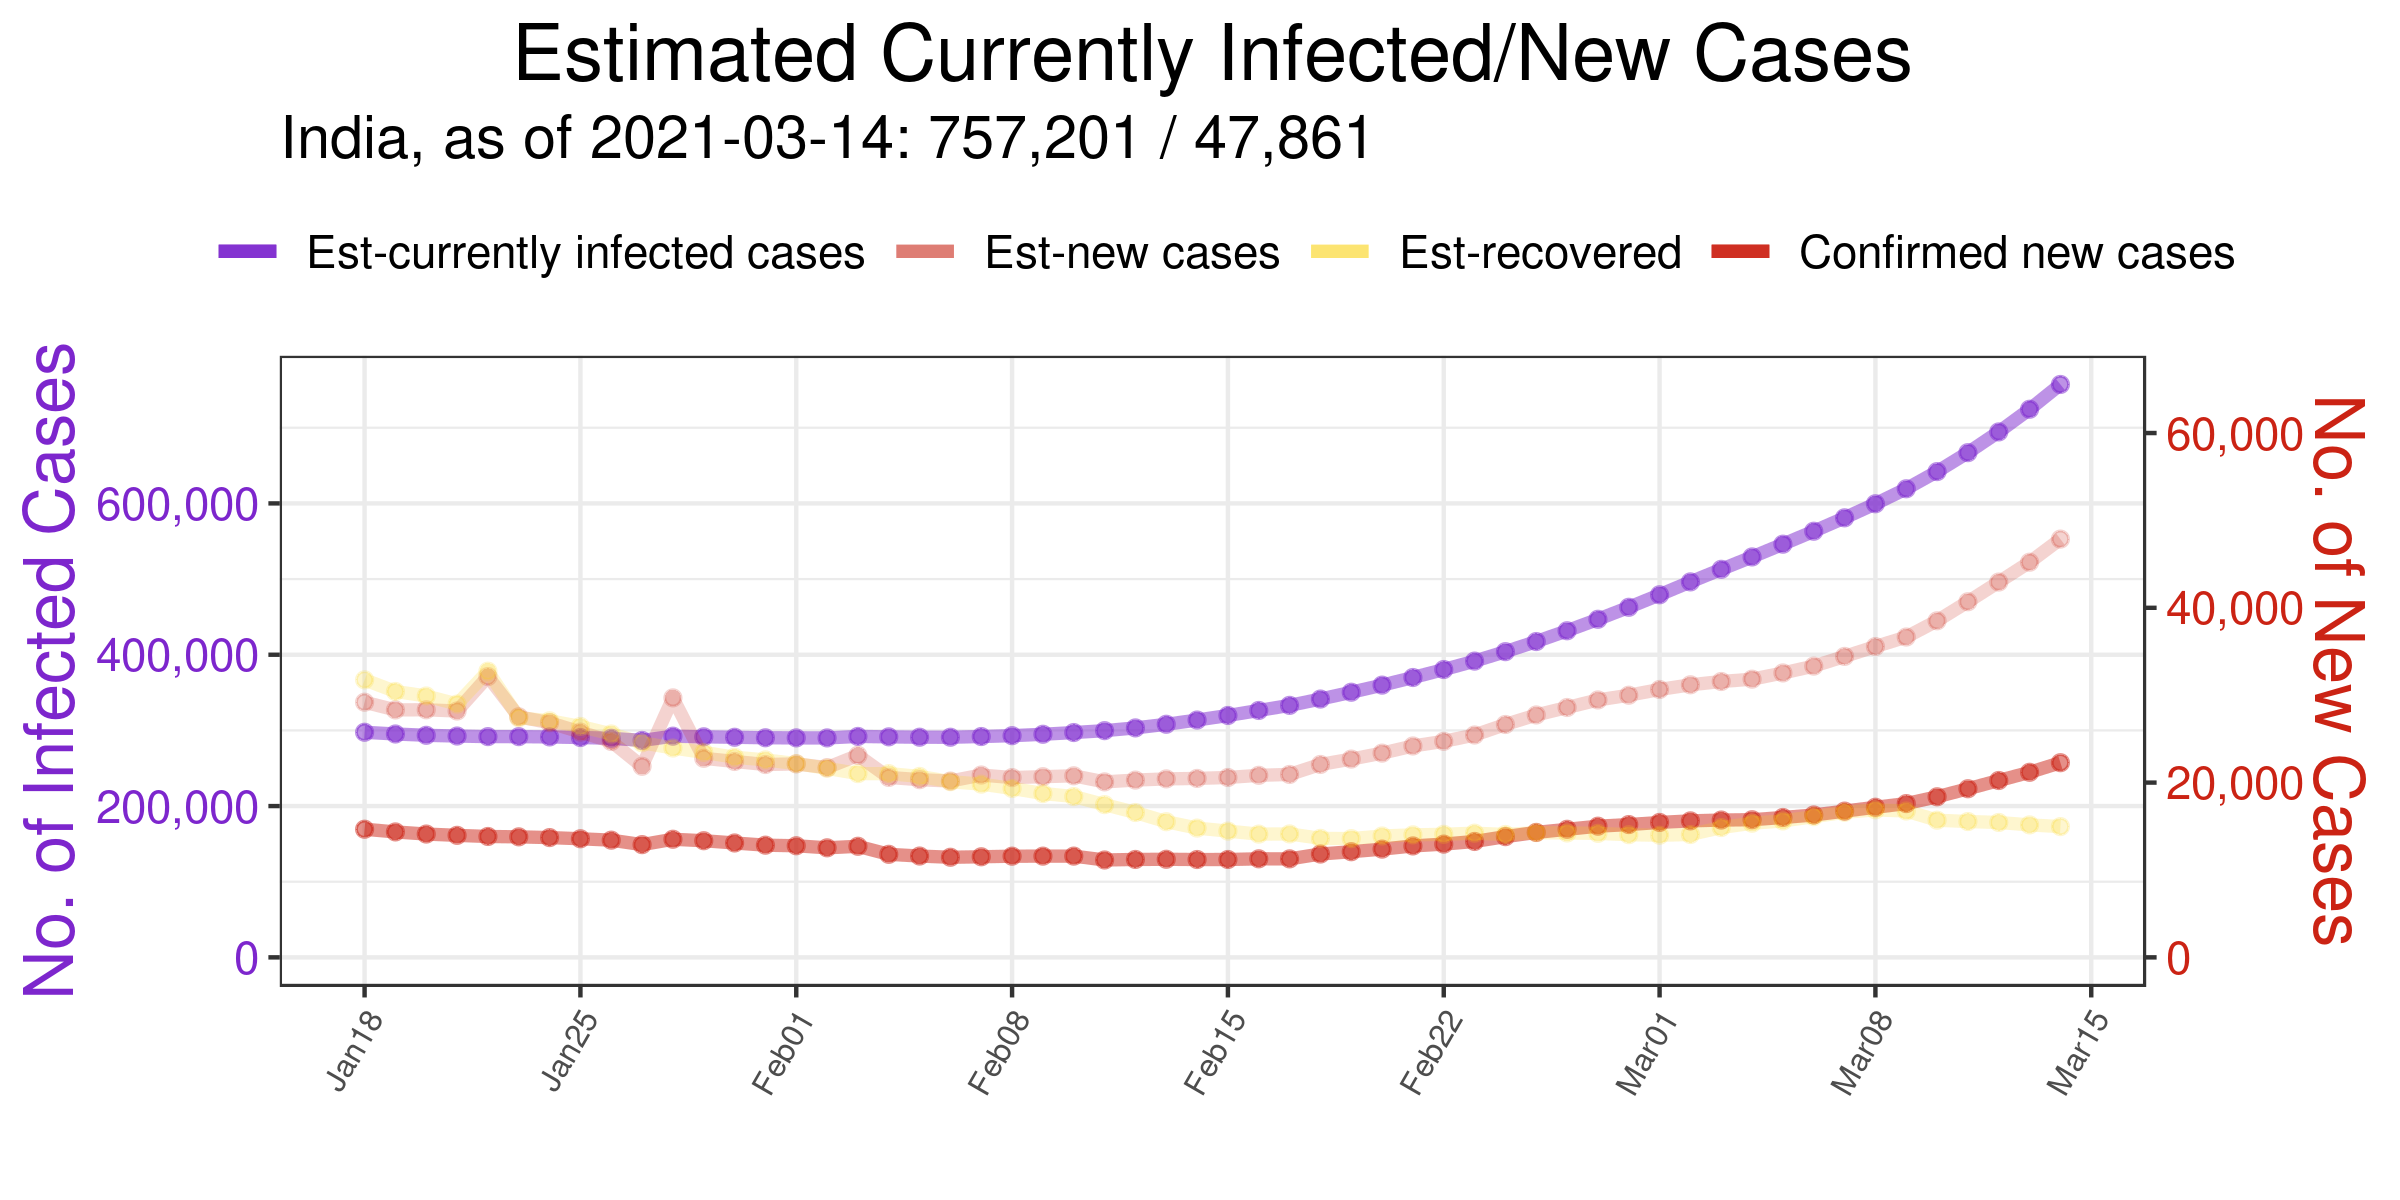 Estimated Currently Infected/New Cases
India, as of 2021-03-14: 757,201 / 47,861
Est-currently infected cases Est-new cases Est-recovered Confirmed new cases
No. of Infected Cases
600,000
400,000
200,000
0
60,000
40,000
20,000
0
No. of New Cases
Jan18 Jan25 Feb01 Feb08 Feb15 Feb22 Mar01 Mar08 Mar15